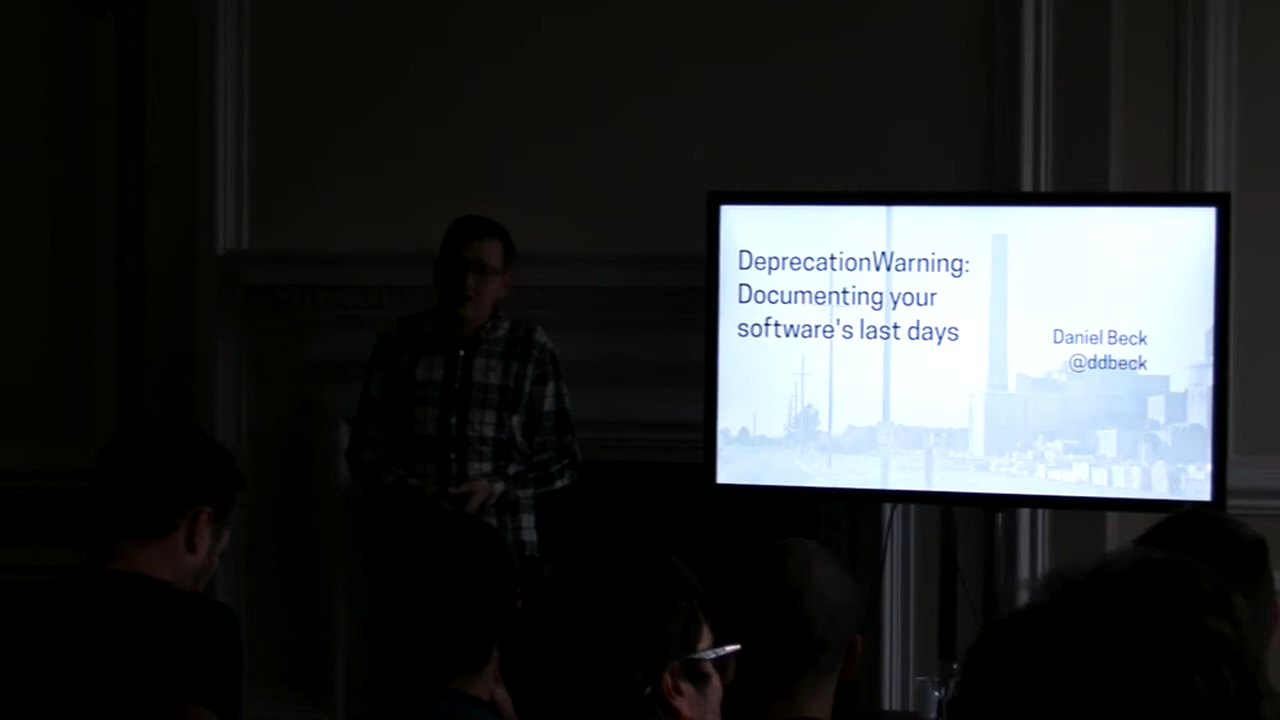 DeprecationWarning:
Documenting your
software's last days
Daniel Beck
@ddbeck